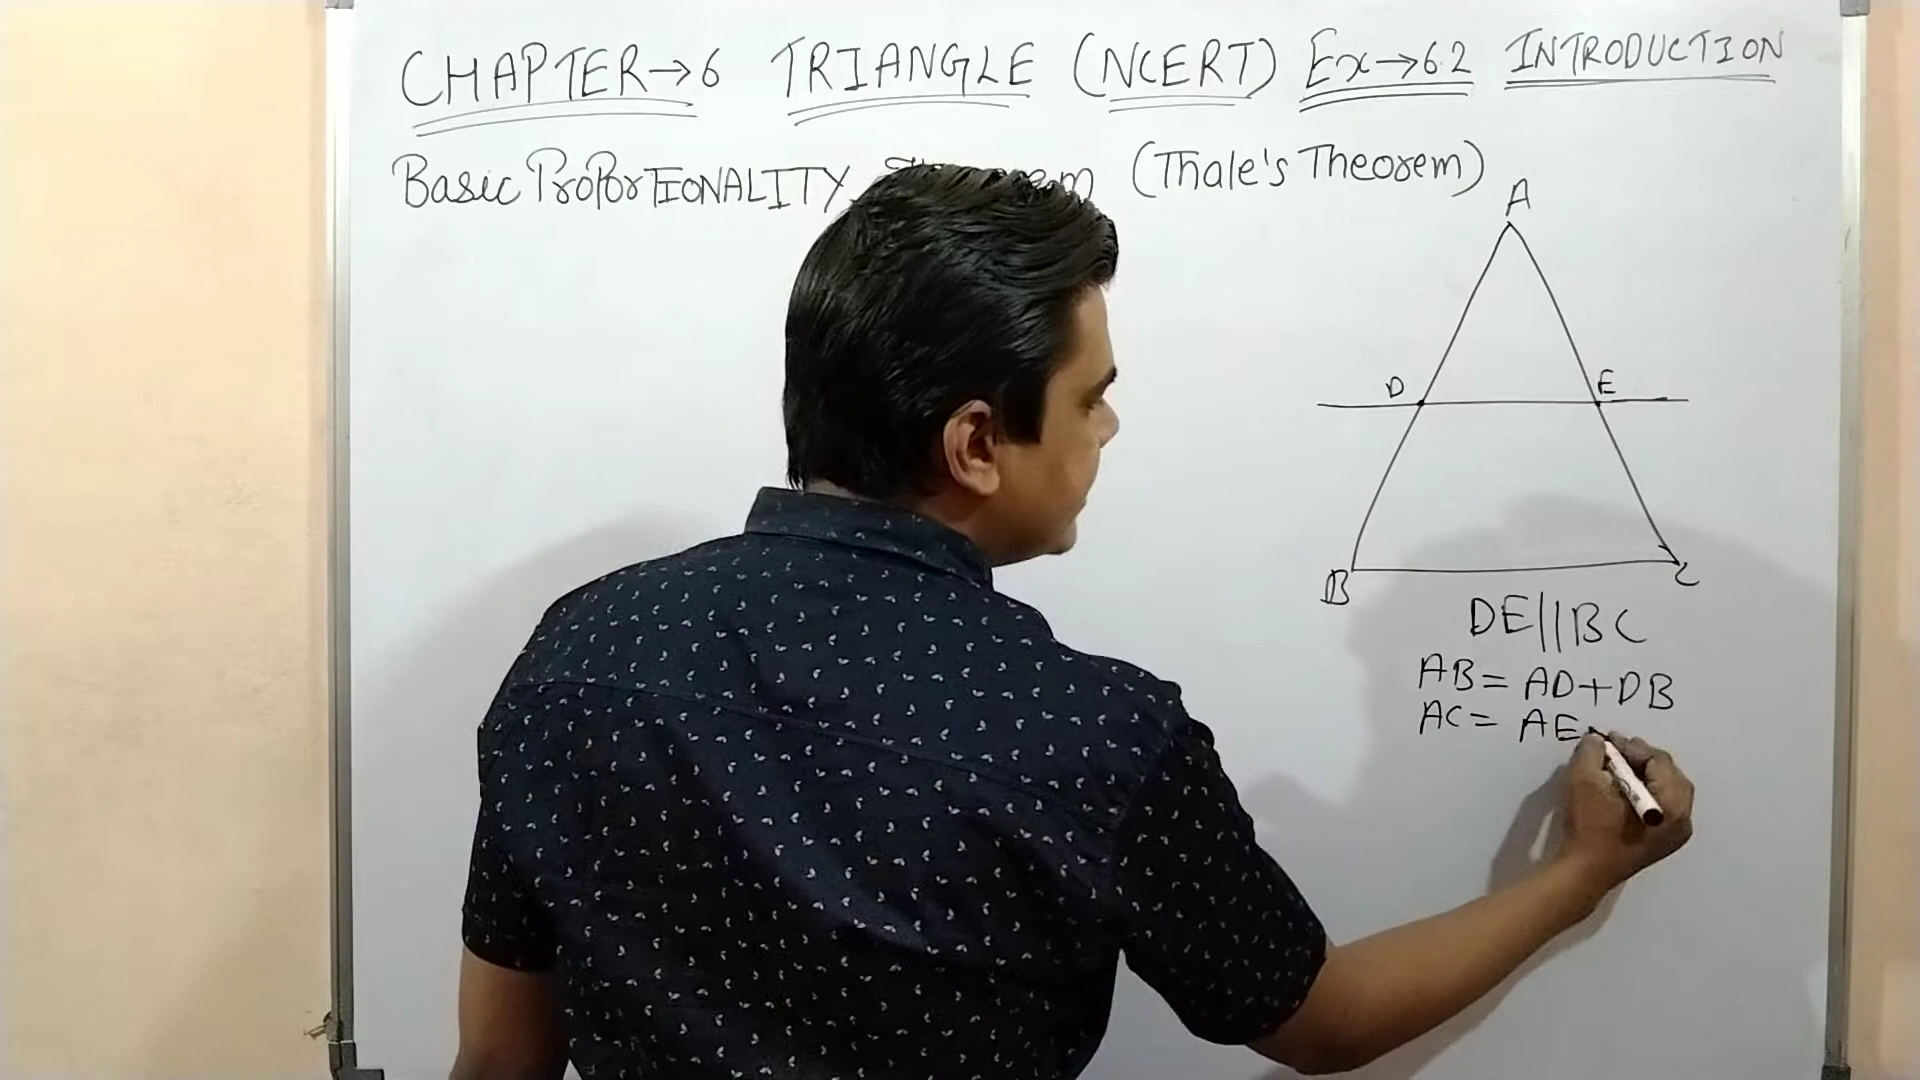 CHAPTER→6 TRIANGLE (NCERT) Ex→6.2 INTRODUCTION
Basic PROPORTIONALITY (Thale's Theorem)
A
D E
B C
DE||BC
AB = AD+DB
AC = AE